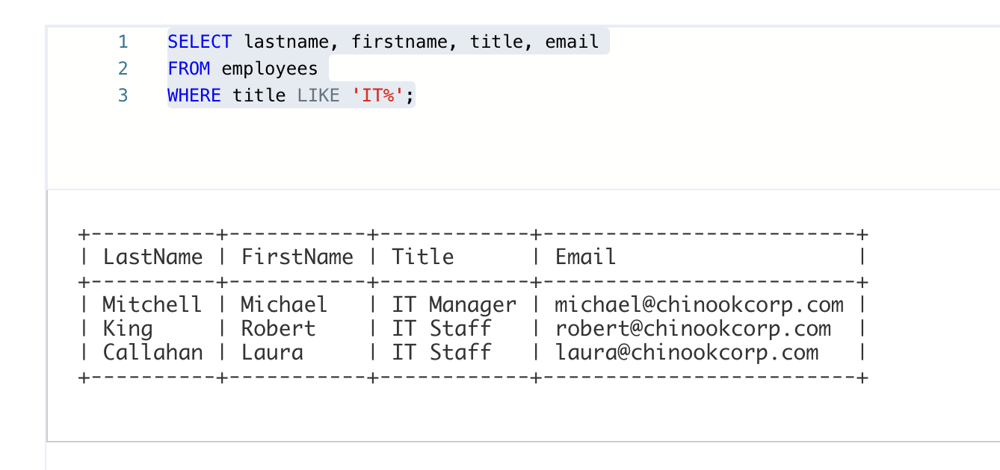 1 SELECT lastname, firstname, title, email
2 FROM employees
3 WHERE title LIKE 'IT%';
+----------+-----------+------------+-------------------------+
| LastName | FirstName | Title      | Email                   |
+----------+-----------+------------+-------------------------+
| Mitchell | Michael   | IT Manager | michael@chinookcorp.com |
| King     | Robert    | IT Staff   | robert@chinookcorp.com  |
| Callahan | Laura     | IT Staff   | laura@chinookcorp.com   |
+----------+-----------+------------+-------------------------+